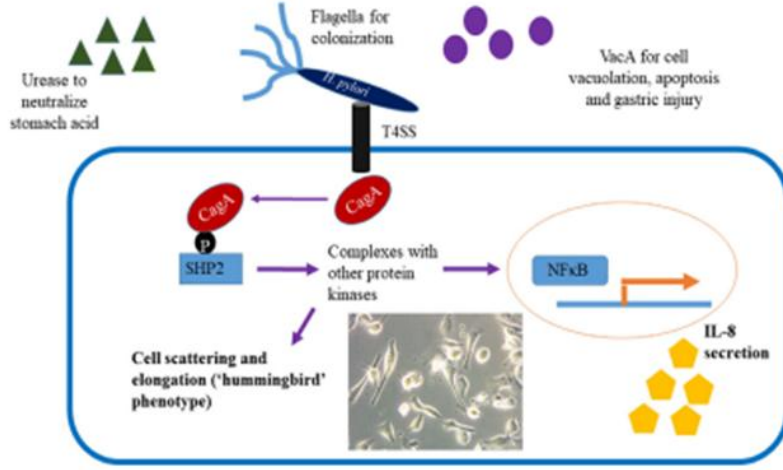 Flagella for
colonization
Urease to
neutralize
stomach acid
VacA for cell
vacuolation, apoptosis
and gastric injury
H. pylori
T4SS
CagA
CagA
P
SHP2
Complexes with
other protein
kinases
NFκB
IL-8
secretion
Cell scattering and
elongation (‘hummingbird’
phenotype)